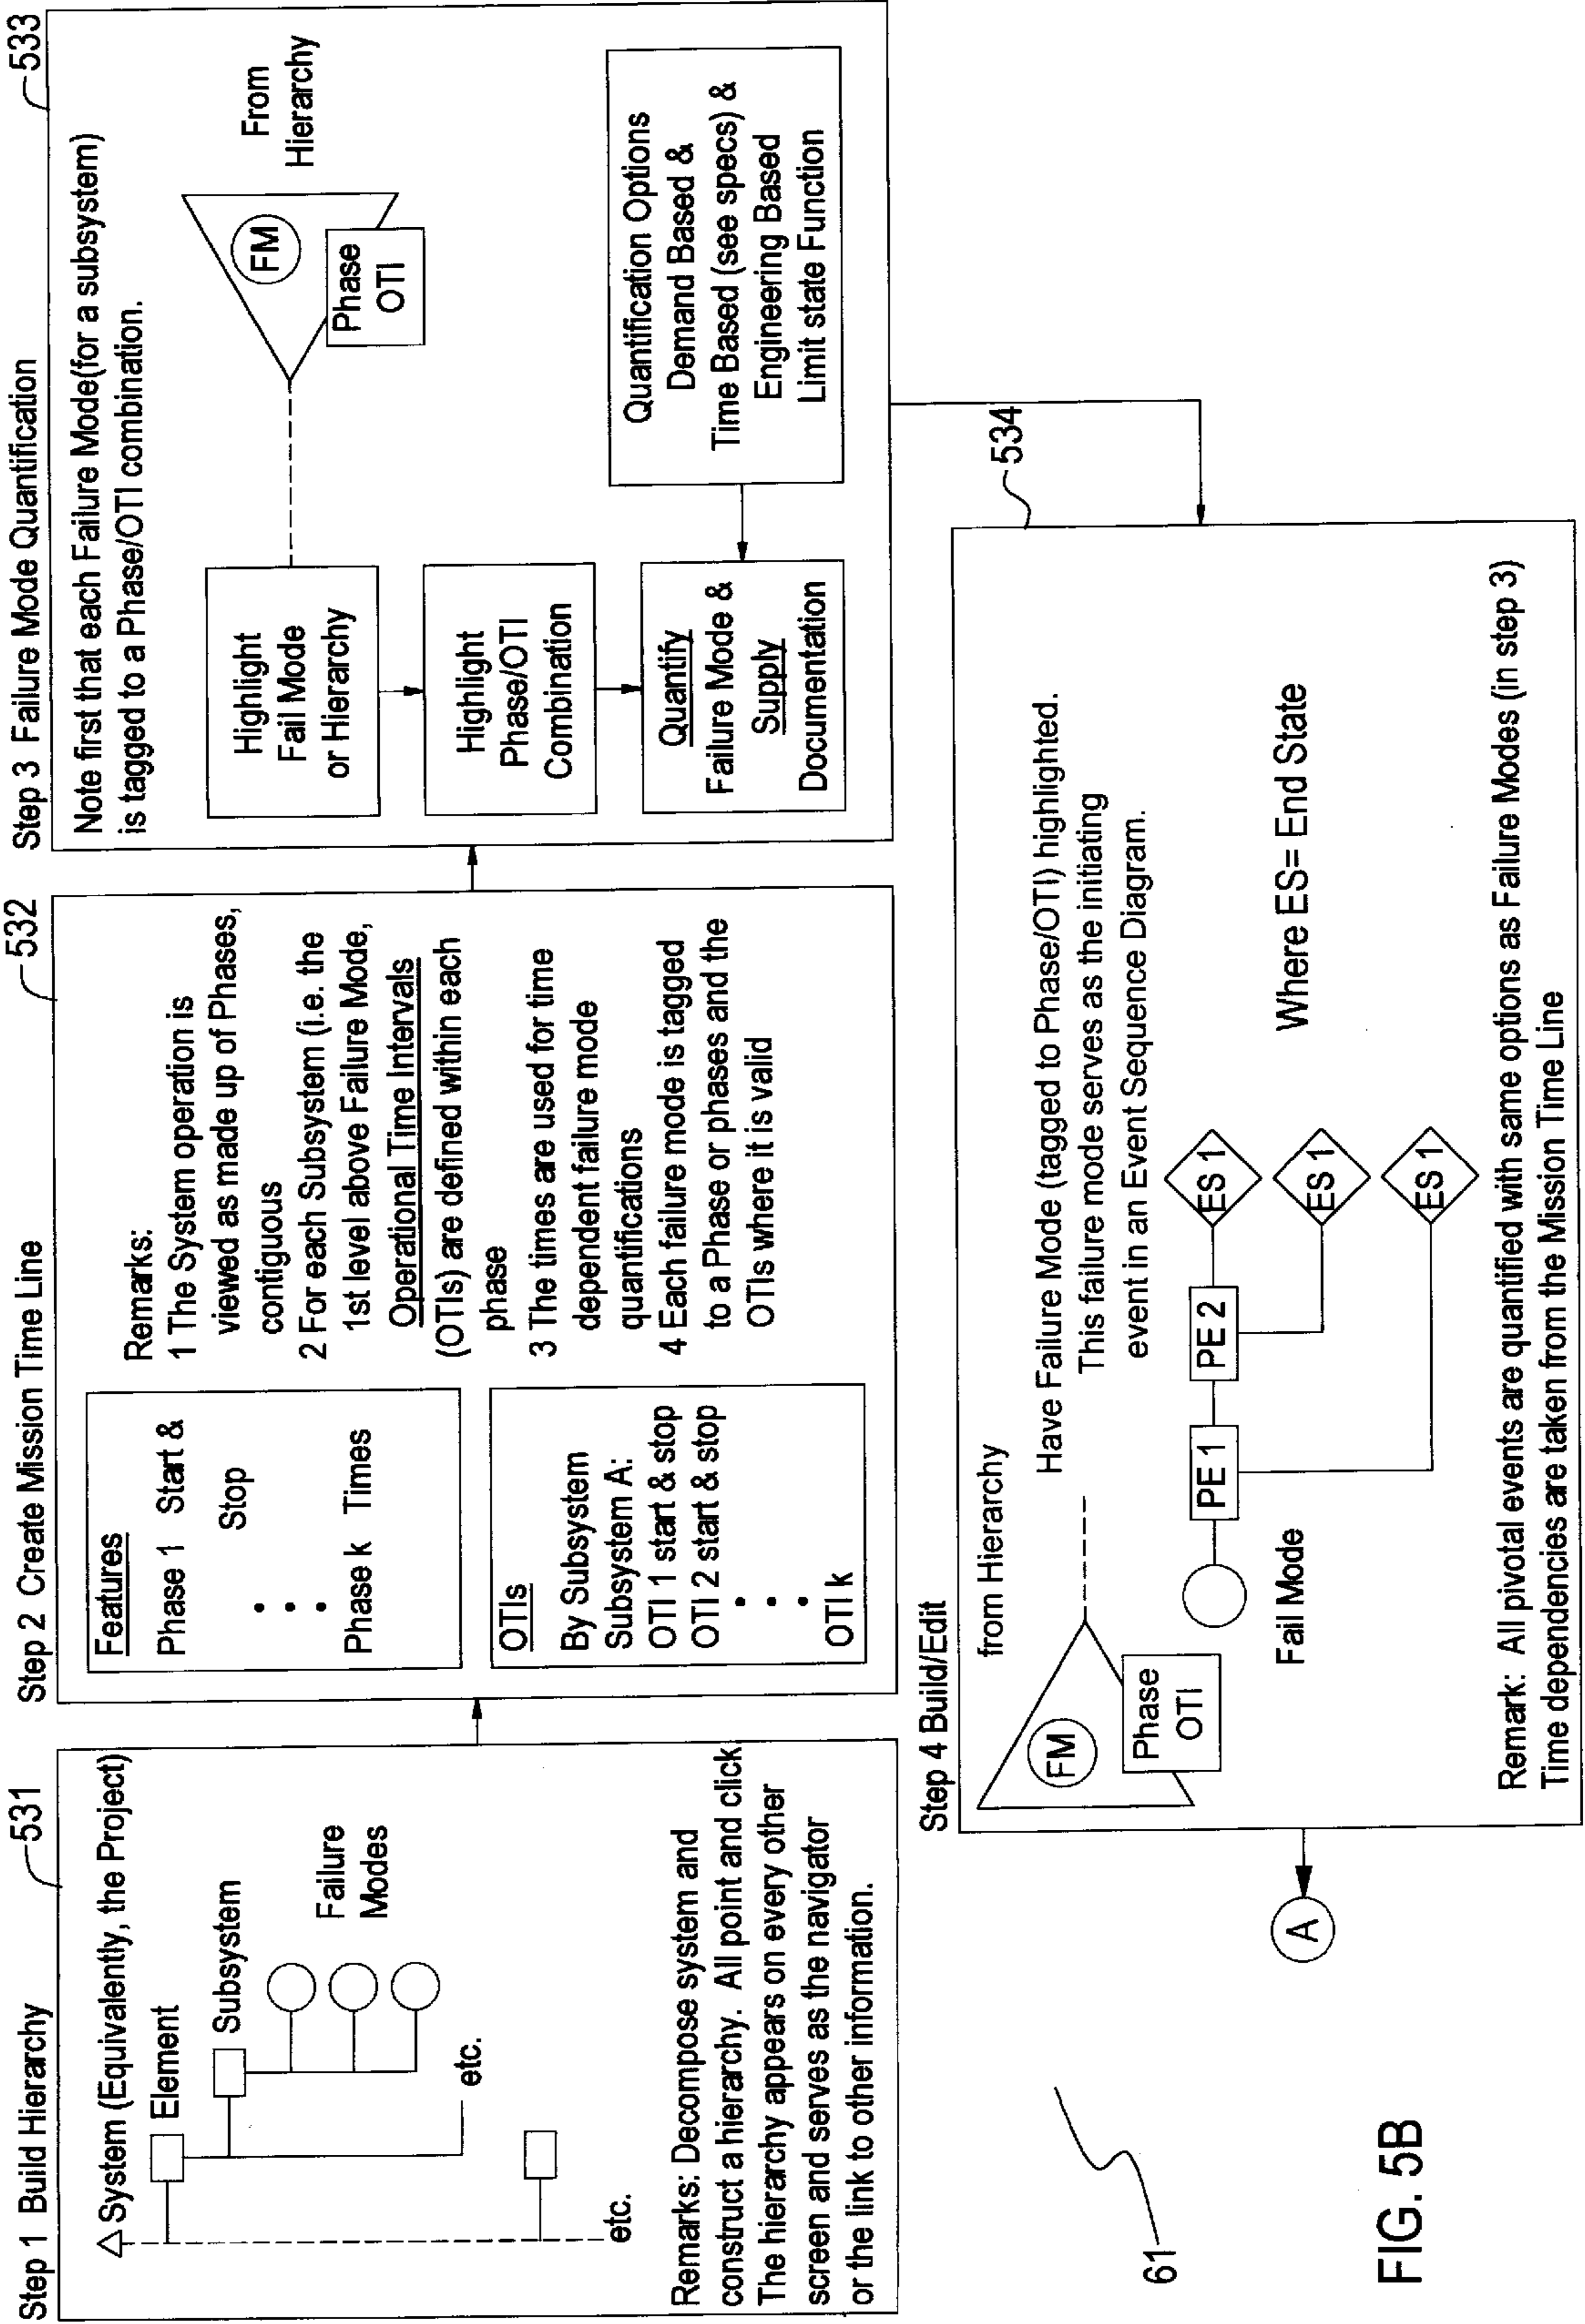 Step 1 Build Hierarchy
531
System (Equivalently, the Project)
Element
Subsystem
Failure
Modes
etc.
etc.
Remarks: Decompose system and
construct a hierarchy. All point and click
The hierarchy appears on every other
screen and serves as the navigator
or the link to other information.
Step 2 Create Mission Time Line
532
Features
Phase 1 Start &
Stop
Phase k Times
OTIs
By Subsystem
Subsystem A:
OTI 1 start & stop
OTI 2 start & stop
OTI k
Remarks:
1 The System operation is
viewed as made up of Phases,
contiguous
2 For each Subsystem (i.e. the
1st level above Failure Mode,
Operational Time Intervals
(OTIs) are defined within each
phase
3 The times are used for time
dependent failure mode
quantifications
4 Each failure mode is tagged
to a Phase or phases and the
OTIs where it is valid
Step 3 Failure Mode Quantification
533
Note first that each Failure Mode(for a subsystem)
is tagged to a Phase/OTI combination.
Highlight
Fail Mode
or Hierarchy
FM
Phase
OTI
From
Hierarchy
Highlight
Phase/OTI
Combination
Quantify
Failure Mode &
Supply
Documentation
Quantification Options
Demand Based &
Time Based (see specs) &
Engineering Based
Limit state Function
Step 4 Build/Edit
534
from Hierarchy
FM
Phase
OTI
Have Failure Mode (tagged to Phase/OTI) highlighted.
This failure mode serves as the initiating
event in an Event Sequence Diagram.
Fail Mode
PE 1
PE 2
ES 1
ES 1
ES 1
Where ES= End State
Remark: All pivotal events are quantified with same options as Failure Modes (in step 3)
Time dependencies are taken from the Mission Time Line
A
61
FIG. 5B